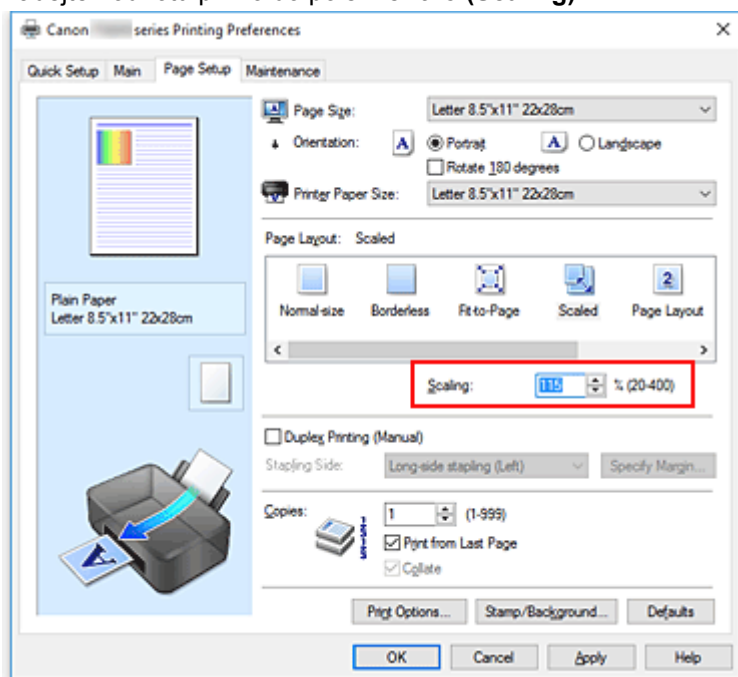 (Scaling)
Canon series Printing Preferences
Quick Setup Main Page Setup Maintenance
Page Size: Letter 8.5"x11" 22x28cm
Orientation: A Portrait A Landscape
Rotate 180 degrees
Printer Paper Size: Letter 8.5"x11" 22x28cm
Page Layout: Scaled
Normal-size Borderless Fit-to-Page Scaled Page Layout
Plain Paper
Letter 8.5"x11" 22x28cm
Scaling: 115 % (20-400)
Duplex Printing (Manual)
Stapling Side: Long-side stapling (Left) Specify Margin...
Copies: 1 (1-999)
Print from Last Page
Collate
Print Options... Stamp/Background... Defaults
OK Cancel Apply Help